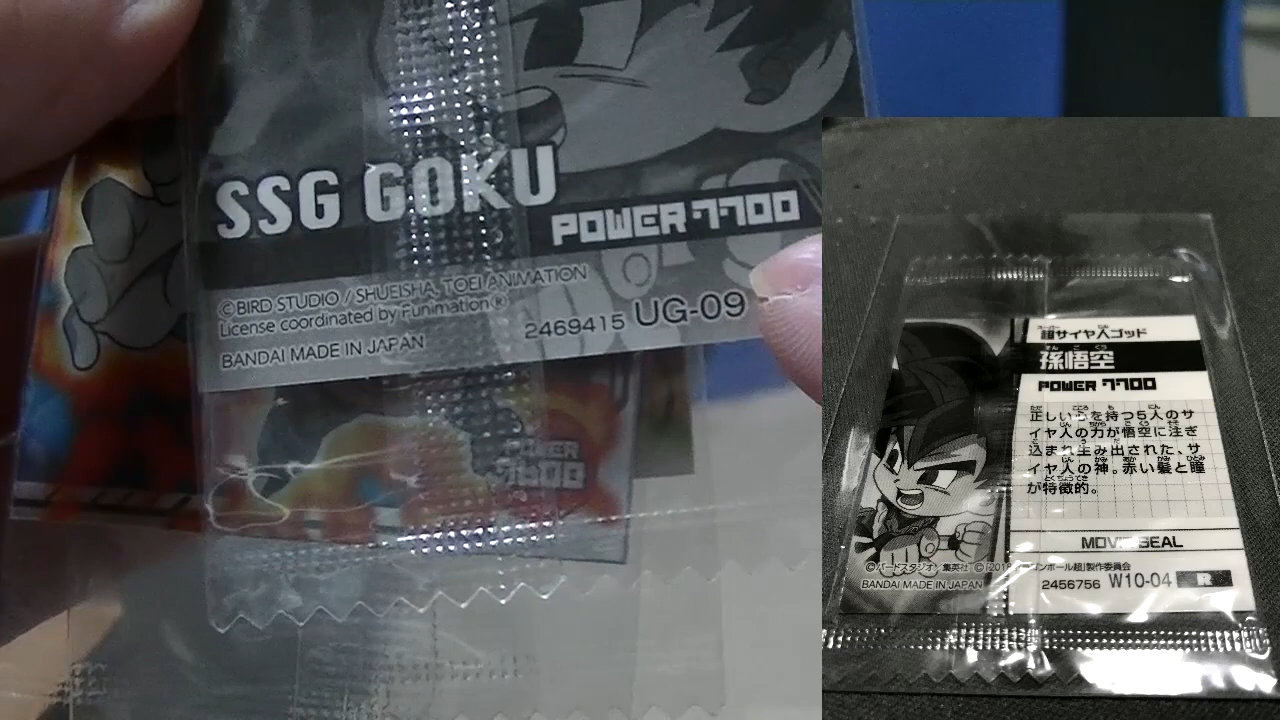 SSG GOKU
POWER 7700
©BIRD STUDIO / SHUEISHA, TOEI ANIMATION
License coordinated by Funimation®
2469415 UG-09
BANDAI MADE IN JAPAN
POWER
7600
超サイヤ人ゴッド
孫悟空
POWER 7700
正しい心を持つ5人のサ
イヤ人の力が悟空に注ぎ
込まれ生み出された、サ
イヤ人の神。赤い髪と瞳
が特徴的。
MOVIE SEAL
©バードスタジオ/集英社 ©「2018 ドラゴンボール超」製作委員会
BANDAI MADE IN JAPAN
2456756 W10-04 R